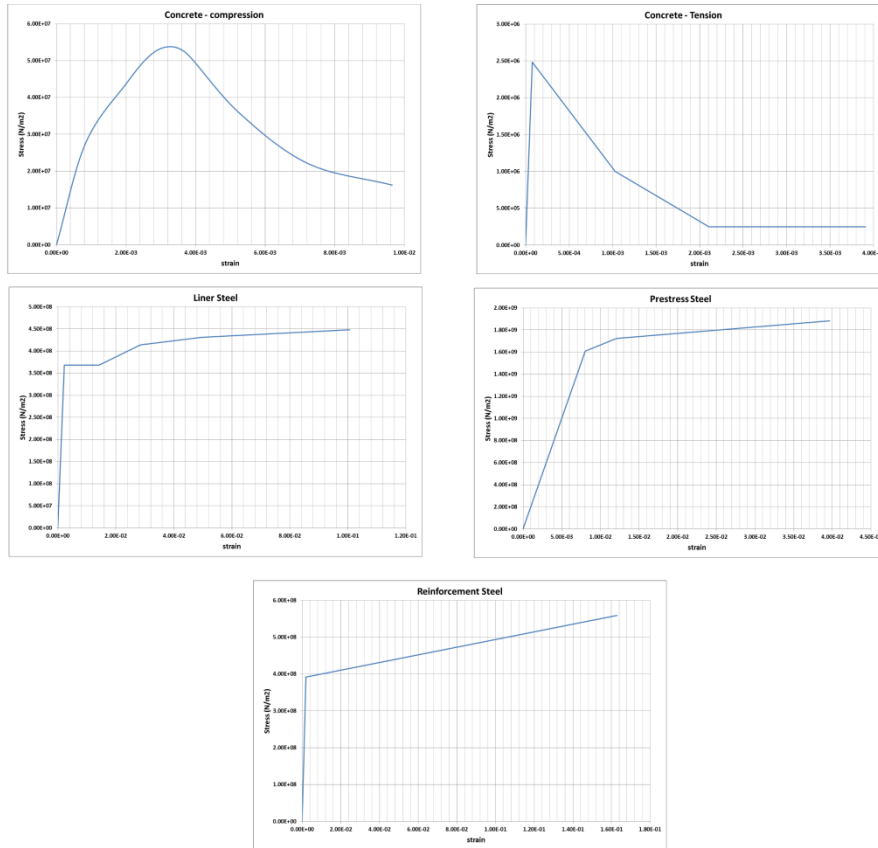 Concrete - compression
6.00E+07
5.00E+07
4.00E+07
3.00E+07
2.00E+07
1.00E+07
0.00E+00
Stress (N/m2)
0.00E+00 2.00E-03 4.00E-03 6.00E-03 8.00E-03 1.00E-02
strain
Concrete - Tension
3.00E+06
2.50E+06
2.00E+06
1.50E+06
1.00E+06
5.00E+05
0.00E+00
Stress (N/m2)
0.00E+00 5.00E-04 1.00E-03 1.50E-03 2.00E-03 2.50E-03 3.00E-03 3.50E-03 4.00E-0
strain
Liner Steel
5.00E+08
4.50E+08
4.00E+08
3.50E+08
3.00E+08
2.50E+08
2.00E+08
1.50E+08
1.00E+08
5.00E+07
0.00E+00
Stress (N/m2)
0.00E+00 2.00E-02 4.00E-02 6.00E-02 8.00E-02 1.00E-01 1.20E-01
strain
Prestress Steel
2.00E+09
1.80E+09
1.60E+09
1.40E+09
1.20E+09
1.00E+09
8.00E+08
6.00E+08
4.00E+08
2.00E+08
0.00E+00
Stress (N/m2)
0.00E+00 5.00E-03 1.00E-02 1.50E-02 2.00E-02 2.50E-02 3.00E-02 3.50E-02 4.00E-02 4.50E-0
strain
Reinforcement Steel
6.00E+08
5.00E+08
4.00E+08
3.00E+08
2.00E+08
1.00E+08
0.00E+00
Stress (N/m2)
0.00E+00 2.00E-02 4.00E-02 6.00E-02 8.00E-02 1.00E-01 1.20E-01 1.40E-01 1.60E-01 1.80E-01
strain